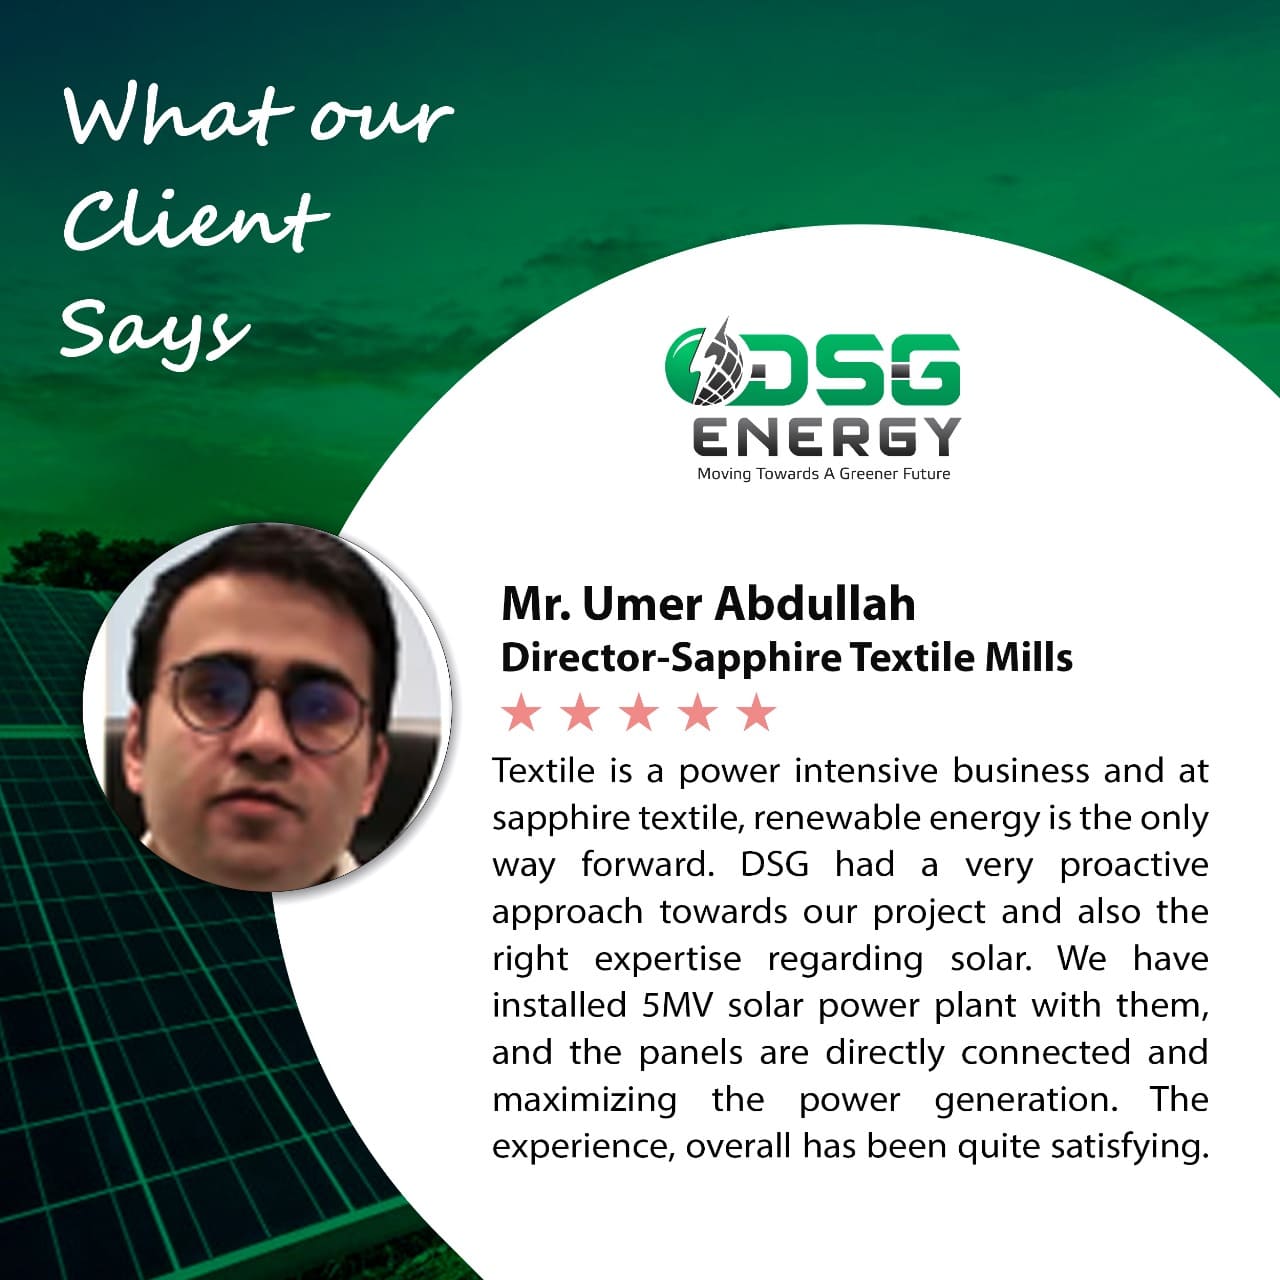 What our
Client
Says
DSG
ENERGY
Moving Towards A Greener Future
Mr. Umer Abdullah
Director-Sapphire Textile Mills
Textile is a power intensive business and at
sapphire textile, renewable energy is the only
way forward. DSG had a very proactive
approach towards our project and also the
right expertise regarding solar. We have
installed 5MV solar power plant with them,
and the panels are directly connected and
maximizing the power generation. The
experience, overall has been quite satisfying.